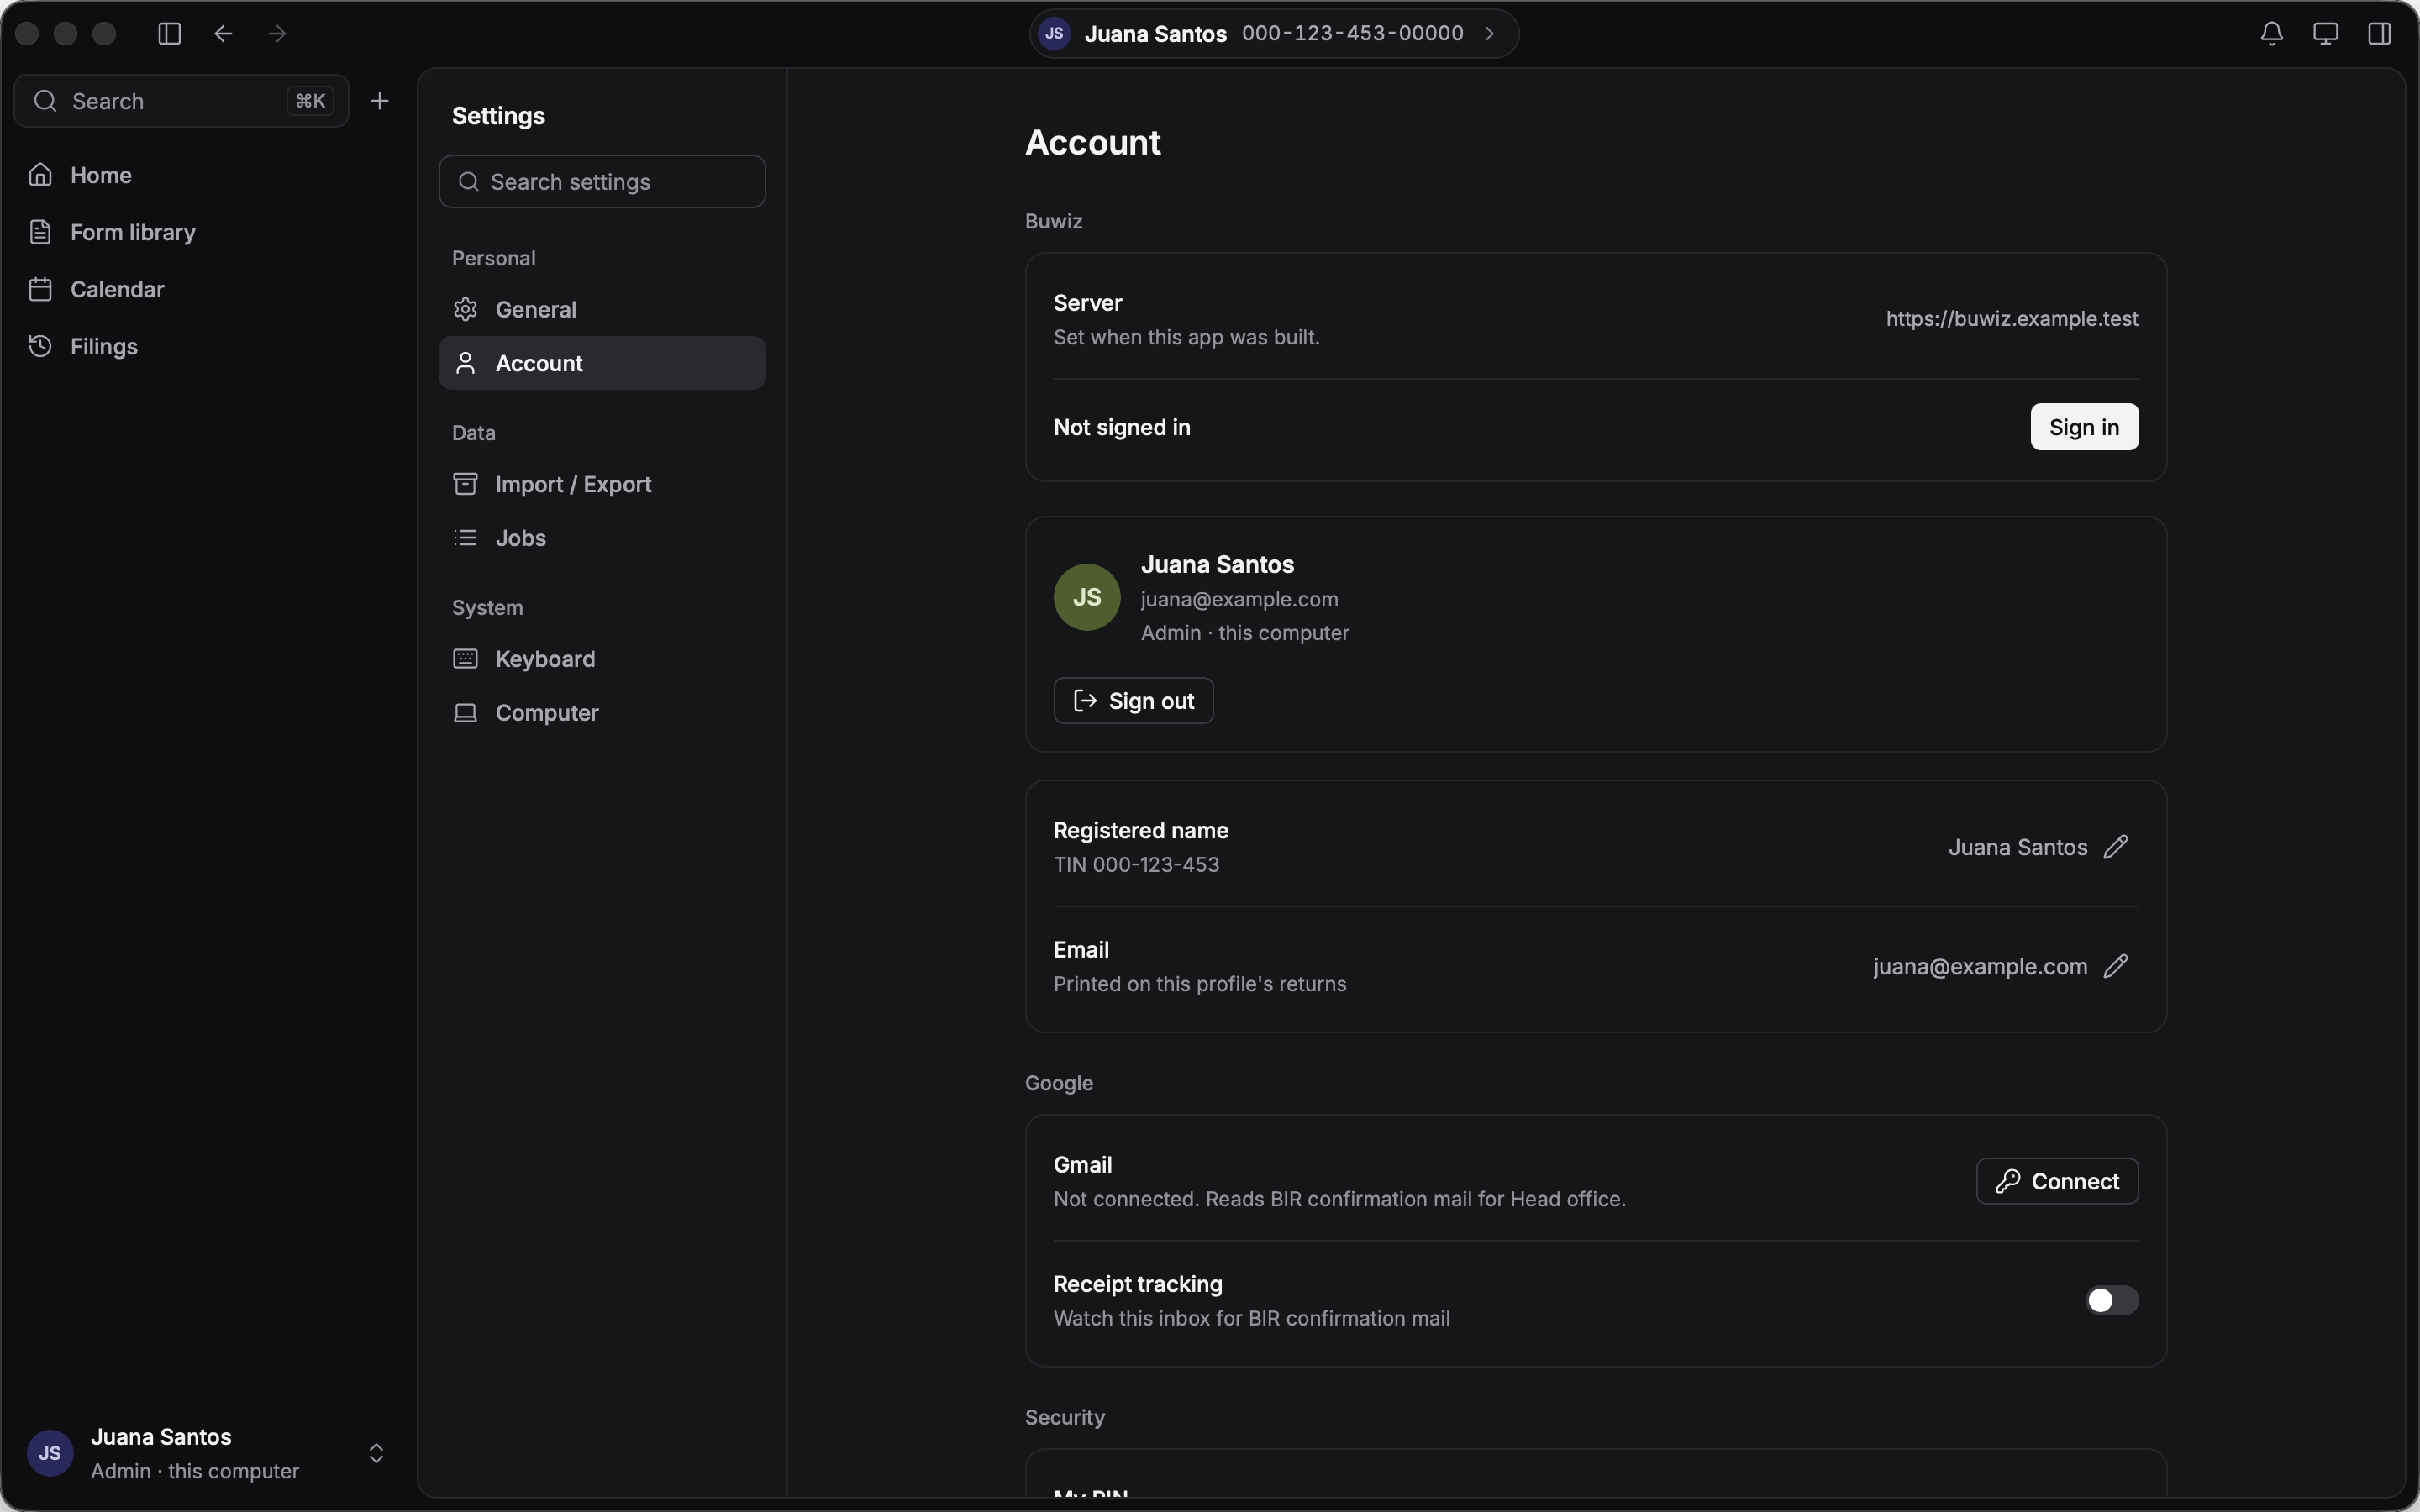 JS Juana Santos 000-123-453-00000
Search ⌘K
Home
Form library
Calendar
Filings
JS Juana Santos
Admin · this computer
Settings
Search settings
Personal
General
Account
Data
Import / Export
Jobs
System
Keyboard
Computer
Account
Buwiz
Server
Set when this app was built.
https://buwiz.example.test
Not signed in
Sign in
JS
Juana Santos
juana@example.com
Admin · this computer
Sign out
Registered name
TIN 000-123-453
Juana Santos
Email
Printed on this profile's returns
juana@example.com
Google
Gmail
Not connected. Reads BIR confirmation mail for Head office.
Connect
Receipt tracking
Watch this inbox for BIR confirmation mail
Security
My PIN